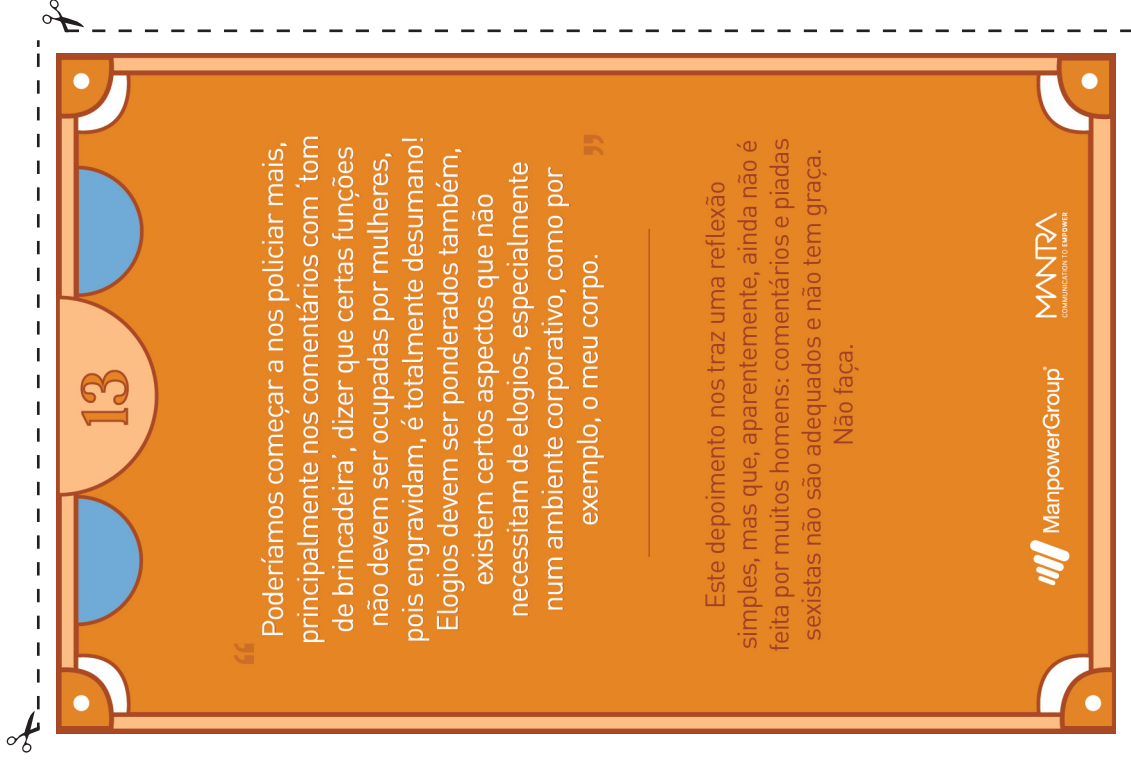 13
“
Poderíamos começar a nos policiar mais,
principalmente nos comentários com ‘tom
de brincadeira’, dizer que certas funções
não devem ser ocupadas por mulheres,
pois engravidam, é totalmente desumano!
Elogios devem ser ponderados também,
existem certos aspectos que não
necessitam de elogios, especialmente
num ambiente corporativo, como por
exemplo, o meu corpo.
”
Este depoimento nos traz uma reflexão
simples, mas que, aparentemente, ainda não é
feita por muitos homens: comentários e piadas
sexistas não são adequados e não tem graça.
Não faça.
ManpowerGroup®
MANTRA
COMMUNICATION TO EMPOWER